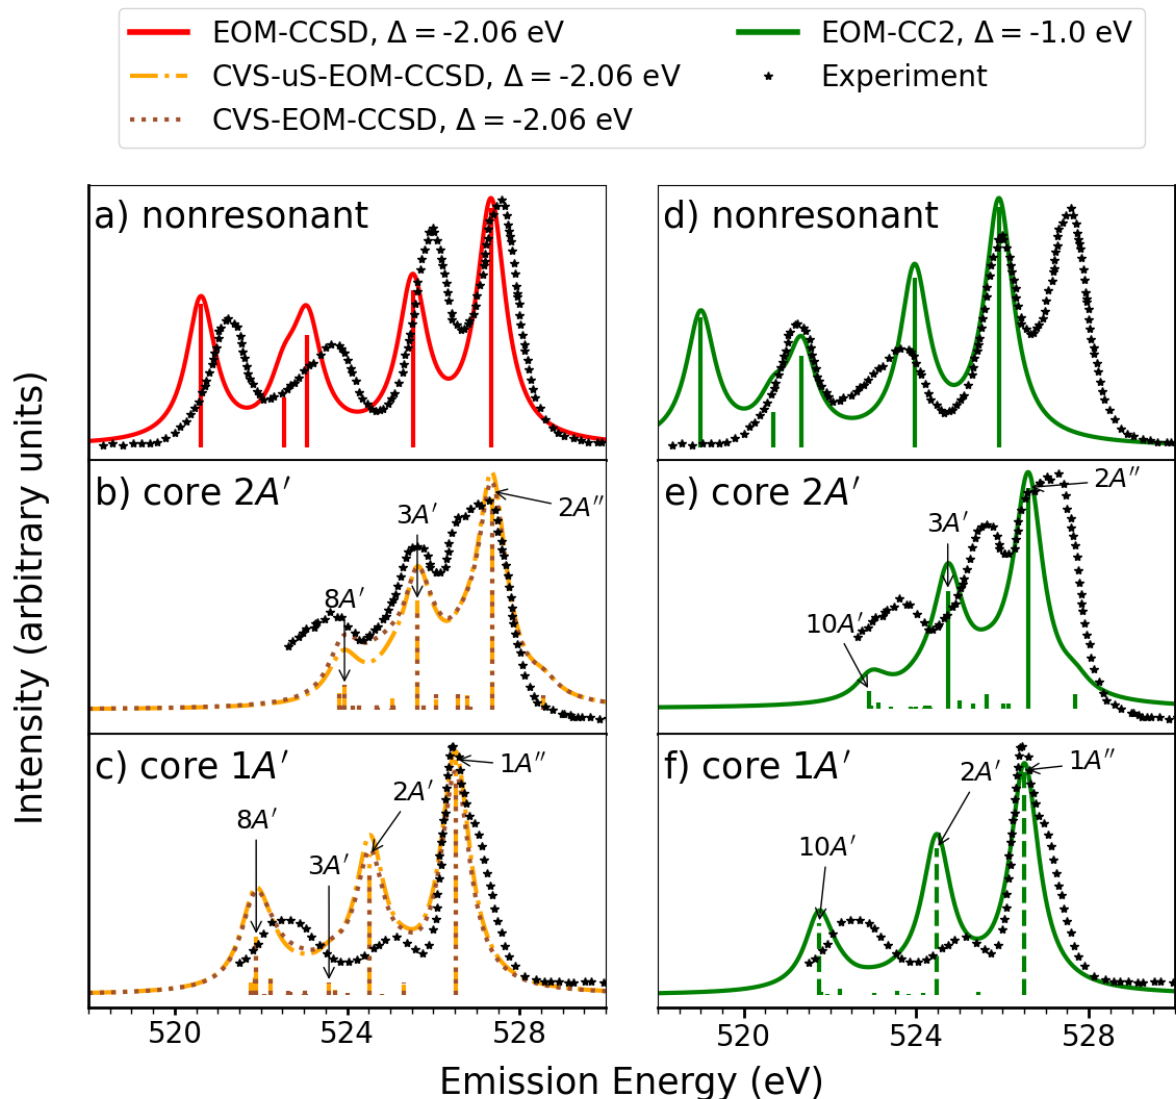 EOM-CCSD, Δ = -2.06 eV
CVS-uS-EOM-CCSD, Δ = -2.06 eV
CVS-EOM-CCSD, Δ = -2.06 eV
EOM-CC2, Δ = -1.0 eV
Experiment
Intensity (arbitrary units)
a) nonresonant
d) nonresonant
b) core 2A′
3A′
2A″
8A′
e) core 2A′
2A″
3A′
10A′
c) core 1A′
1A″
2A′
8A′
3A′
f) core 1A′
1A″
2A′
10A′
520 524 528
520 524 528
Emission Energy (eV)